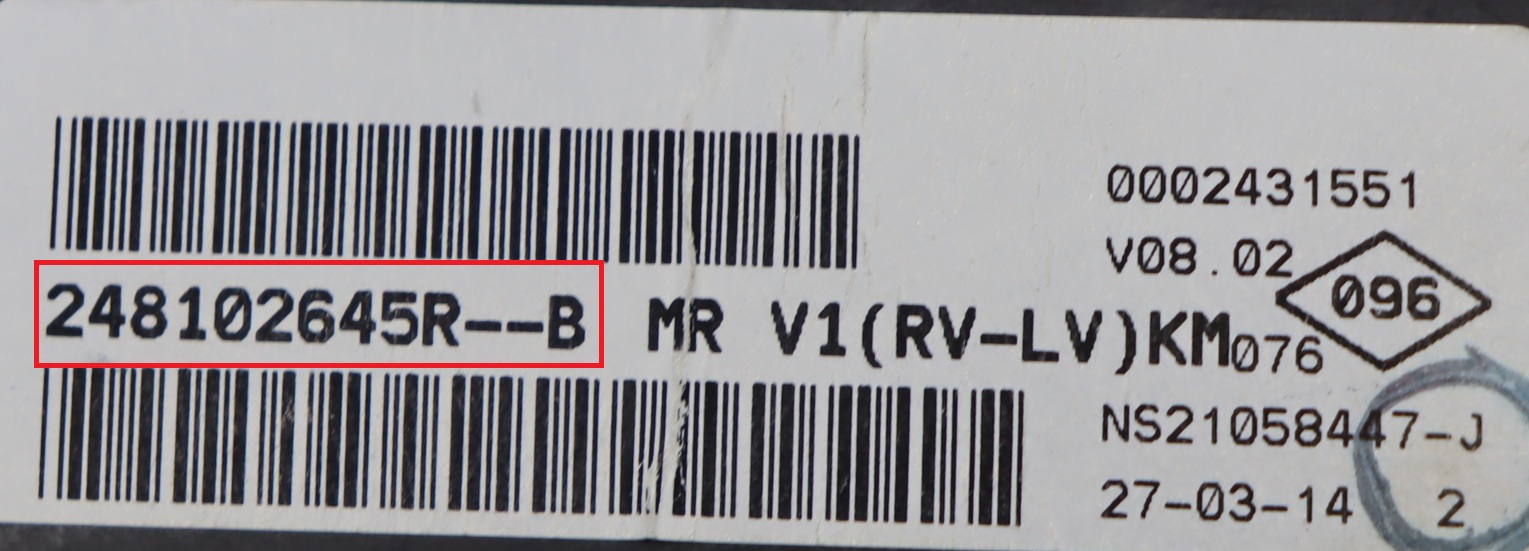 0002431551
V08.02
096
248102645R--B MR V1(RV-LV)KM076
NS21058447-J
27-03-14 2